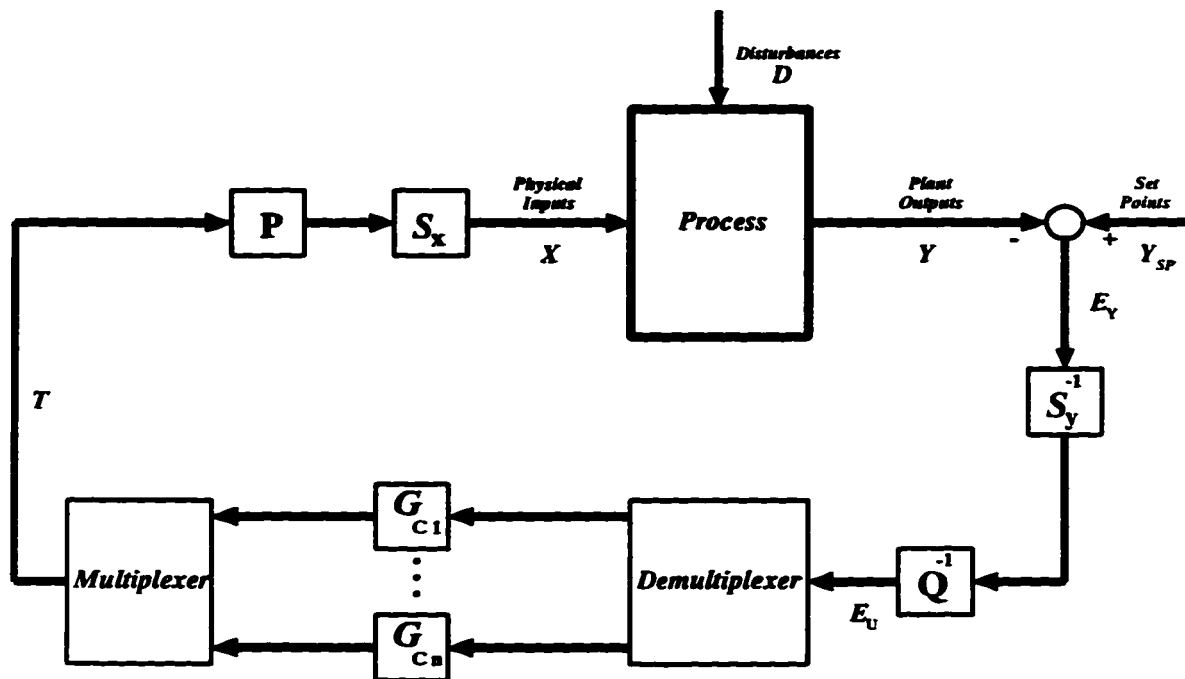 Disturbances
D
P
S_x
Physical
Inputs
X
Process
Plant
Outputs
Y
-
+
Set
Points
Y_SP
E_Y
S_y^-1
T
Multiplexer
G_C1
G_Cn
Demultiplexer
Q^-1
E_U